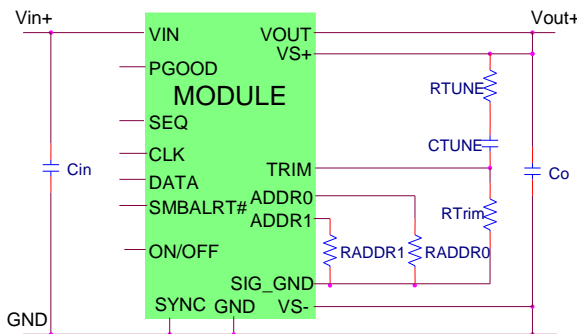 Vin+
Vout+
VIN
VOUT
VS+
PGOOD
RTUNE
MODULE
SEQ
CTUNE
CLK
TRIM
Cin
Co
DATA
ADDR0
SMBALRT#
RTrim
ADDR1
ON/OFF
RADDR1
RADDR0
SIG_GND
SYNC
GND
VS-
GND